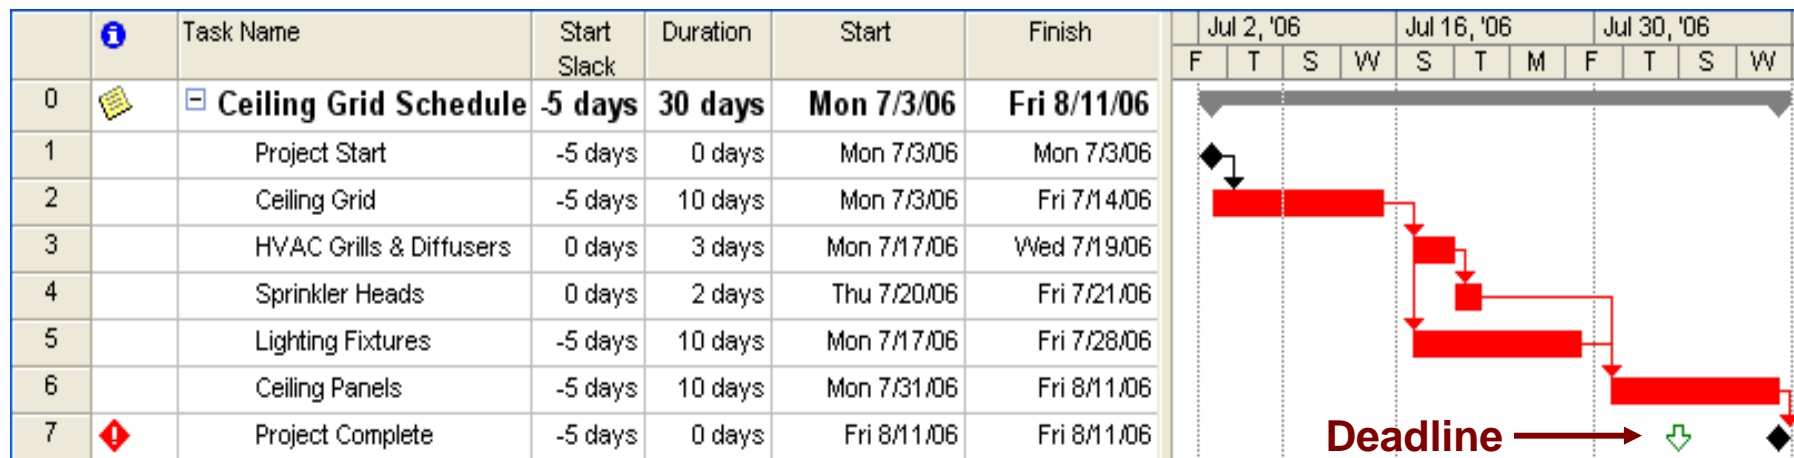 Task Name Start Slack Duration Start Finish Jul 2, '06 Jul 16, '06 Jul 30, '06
F T S W S T M F T S W
0 Ceiling Grid Schedule -5 days 30 days Mon 7/3/06 Fri 8/11/06
1 Project Start -5 days 0 days Mon 7/3/06 Mon 7/3/06
2 Ceiling Grid -5 days 10 days Mon 7/3/06 Fri 7/14/06
3 HVAC Grills & Diffusers 0 days 3 days Mon 7/17/06 Wed 7/19/06
4 Sprinkler Heads 0 days 2 days Thu 7/20/06 Fri 7/21/06
5 Lighting Fixtures -5 days 10 days Mon 7/17/06 Fri 7/28/06
6 Ceiling Panels -5 days 10 days Mon 7/31/06 Fri 8/11/06
7 Project Complete -5 days 0 days Fri 8/11/06 Fri 8/11/06 Deadline